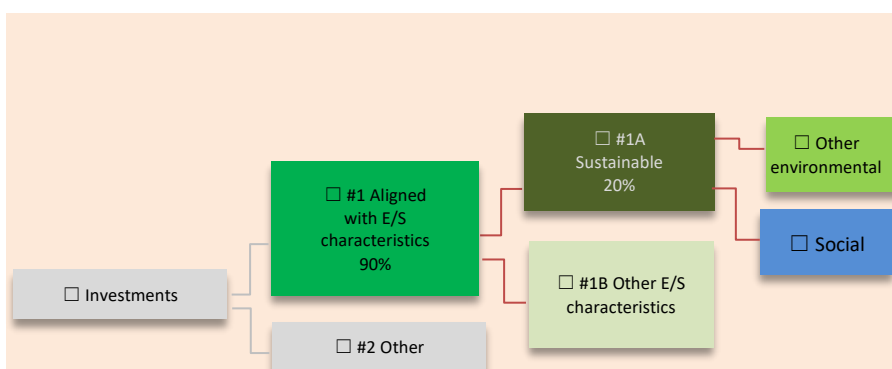 ☐ #1A
Sustainable
20%
☐ Other
environmental
☐ #1 Aligned
with E/S
characteristics
90%
☐ Social
☐ #1B Other E/S
characteristics
☐ Investments
☐ #2 Other